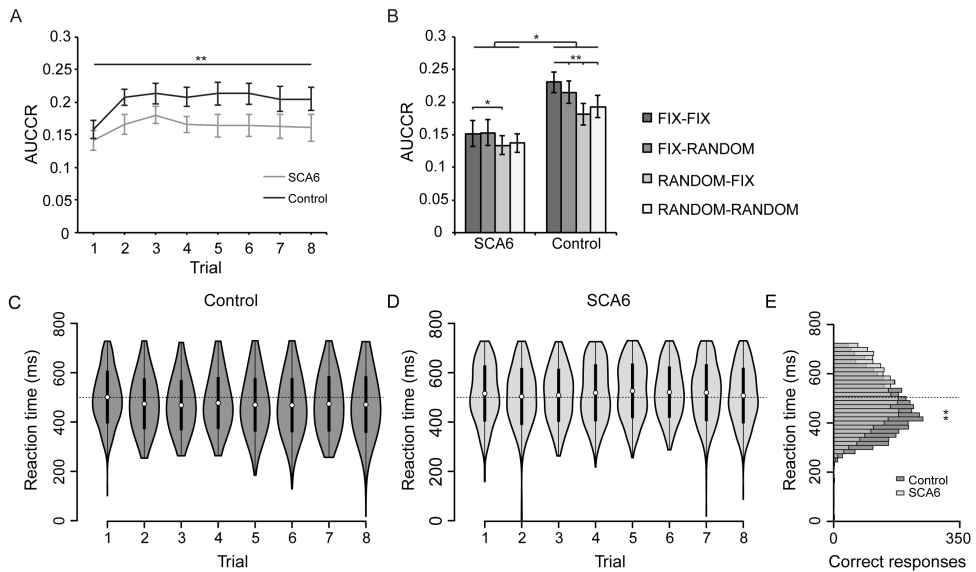 A
AUCCR
0.3
0.25
0.2
0.15
0.1
0.05
0
**
SCA6
Control
1 2 3 4 5 6 7 8
Trial
B
AUCCR
0.3
0.25
0.2
0.15
0.1
0.05
0
*
*
**
SCA6 Control
FIX-FIX
FIX-RANDOM
RANDOM-FIX
RANDOM-RANDOM
C
Control
Reaction time (ms)
800
600
400
200
0
1 2 3 4 5 6 7 8
Trial
D
SCA6
Reaction time (ms)
800
600
400
200
0
1 2 3 4 5 6 7 8
Trial
E
Reaction time (ms)
800
600
400
200
0
**
Control
SCA6
0 350
Correct responses